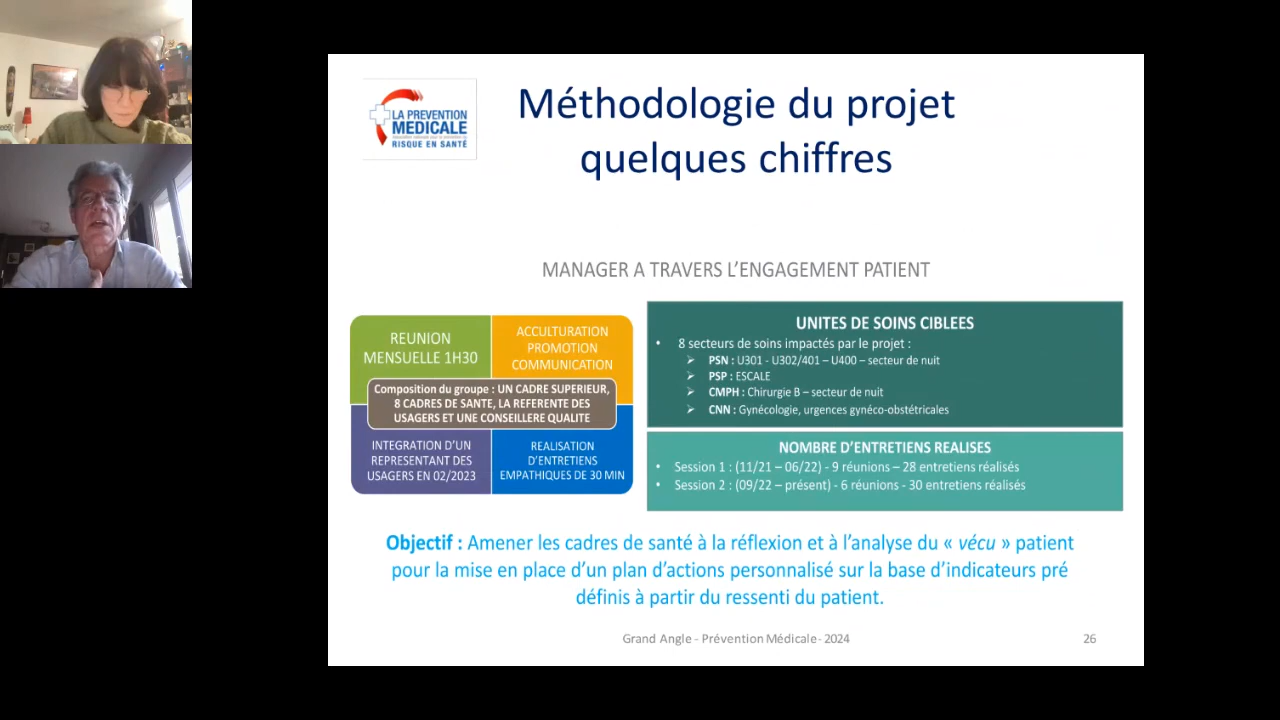 LA PREVENTION
MEDICALE
RISQUE EN SANTÉ
Méthodologie du projet
quelques chiffres
MANAGER A TRAVERS L’ENGAGEMENT PATIENT
REUNION
MENSUELLE 1H30
ACCULTURATION
PROMOTION
COMMUNICATION
Composition du groupe : UN CADRE SUPERIEUR,
8 CADRES DE SANTE, LA REFERENTE DES
USAGERS ET UNE CONSEILLERE QUALITE
INTEGRATION D’UN
REPRESENTANT DES
USAGERS EN 02/2023
REALISATION
D’ENTRETIENS
EMPATHIQUES DE 30 MIN
UNITES DE SOINS CIBLEES
• 8 secteurs de soins impactés par le projet :
➢ PSN : U301 - U302/401 – U400 – secteur de nuit
➢ PSP : ESCALE
➢ CMPH : Chirurgie B – secteur de nuit
➢ CNN : Gynécologie, urgences gynéco-obstétricales
NOMBRE D’ENTRETIENS REALISES
• Session 1 : (11/21 – 06/22) - 9 réunions – 28 entretiens réalisés
• Session 2 : (09/22 – présent) - 6 réunions - 30 entretiens réalisés
Objectif : Amener les cadres de santé à la réflexion et à l’analyse du « vécu » patient
pour la mise en place d’un plan d’actions personnalisé sur la base d’indicateurs pré
définis à partir du ressenti du patient.
Grand Angle - Prévention Médicale- 2024
26